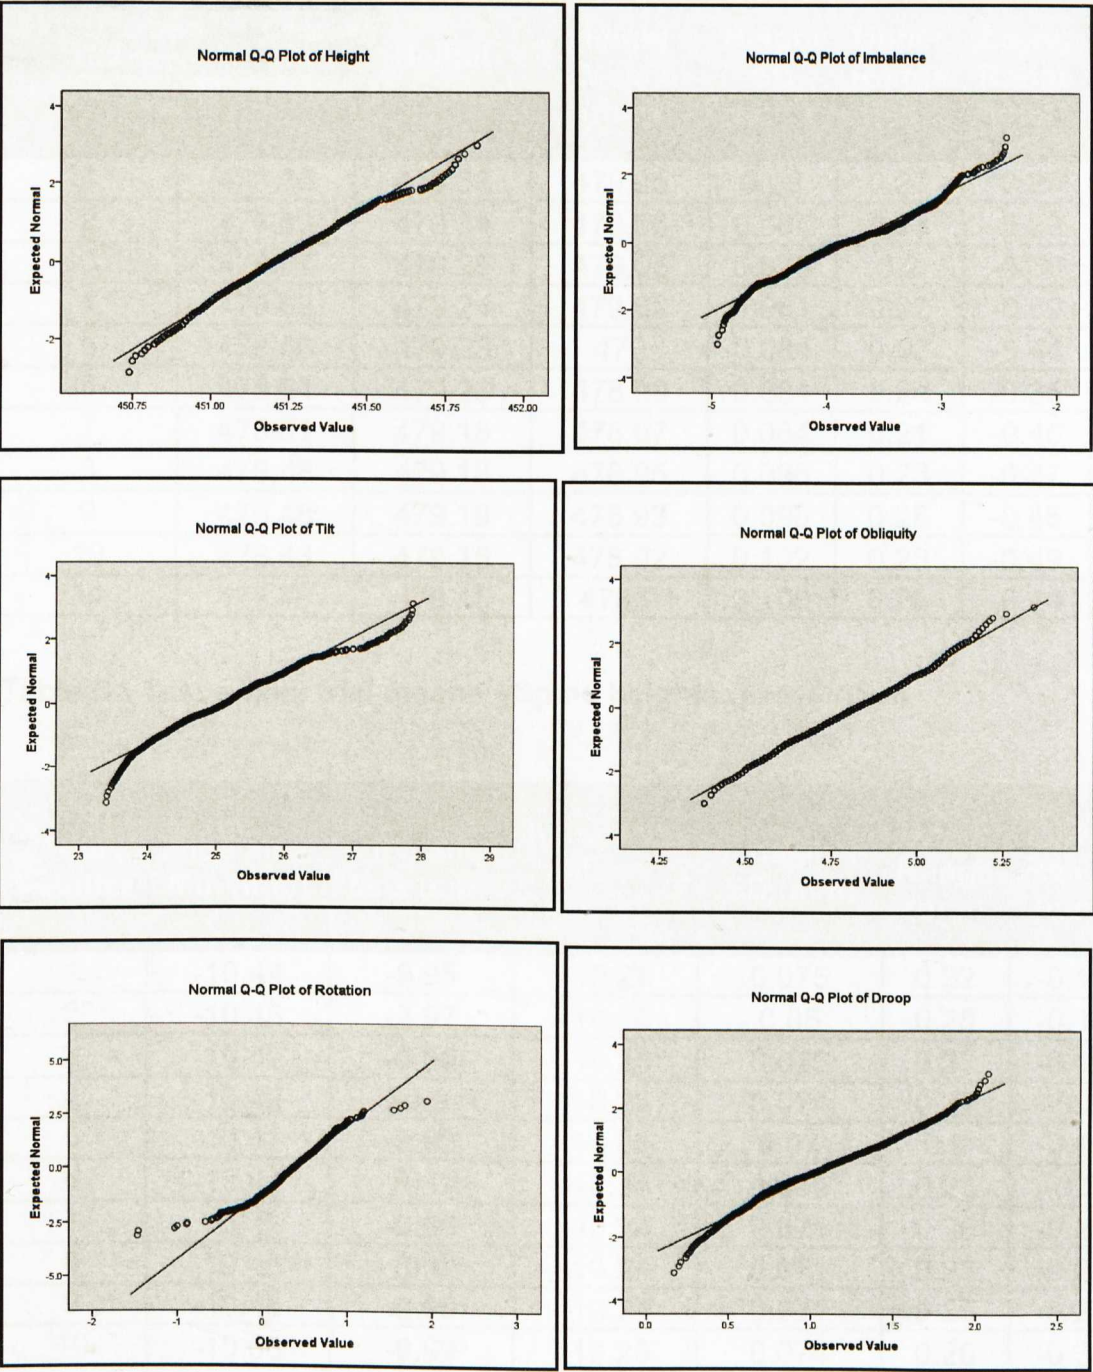 Normal Q-Q Plot of Height
4
2
0
-2
Expected Normal
450.75 451.00 451.25 451.50 451.75 452.00
Observed Value
Normal Q-Q Plot of Imbalance
4
2
0
-2
-4
Expected Normal
-5 -4 -3 -2
Observed Value
Normal Q-Q Plot of Tilt
4
2
0
-2
-4
Expected Normal
23 24 25 26 27 28 29
Observed Value
Normal Q-Q Plot of Obliquity
4
2
0
-2
-4
Expected Normal
4.25 4.50 4.75 5.00 5.25
Observed Value
Normal Q-Q Plot of Rotation
5.0
2.5
0.0
-2.5
-5.0
Expected Normal
-2 -1 0 1 2 3
Observed Value
Normal Q-Q Plot of Droop
4
2
0
-2
-4
Expected Normal
0.0 0.5 1.0 1.5 2.0 2.5
Observed Value